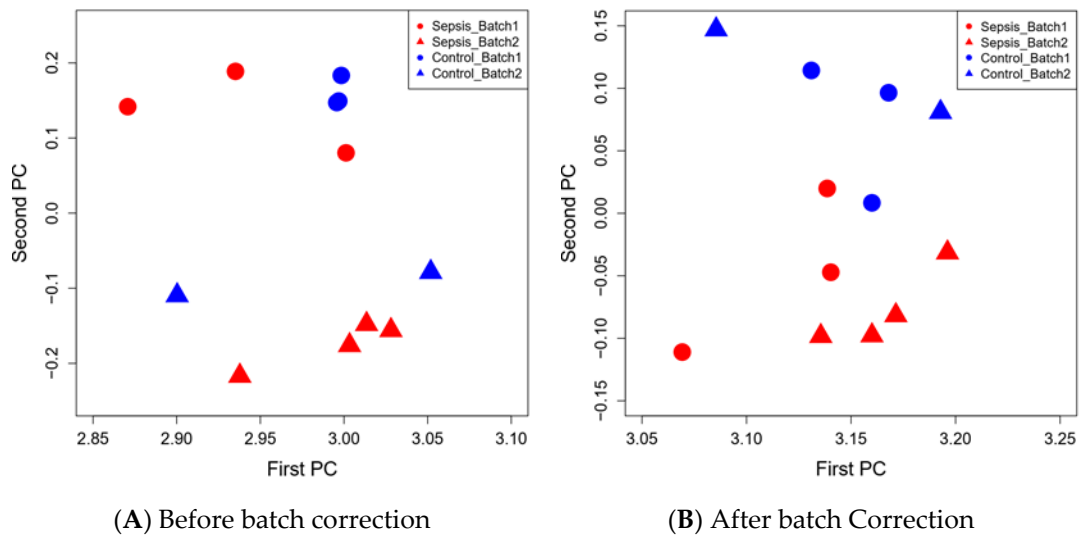 Sepsis_Batch1
Sepsis_Batch2
Control_Batch1
Control_Batch2
0.2
0.1
0.0
−0.1
−0.2
Second PC
2.85 2.90 2.95 3.00 3.05 3.10
First PC
(A) Before batch correction
Sepsis_Batch1
Sepsis_Batch2
Control_Batch1
Control_Batch2
0.15
0.10
0.05
0.00
−0.05
−0.10
−0.15
Second PC
3.05 3.10 3.15 3.20 3.25
First PC
(B) After batch Correction